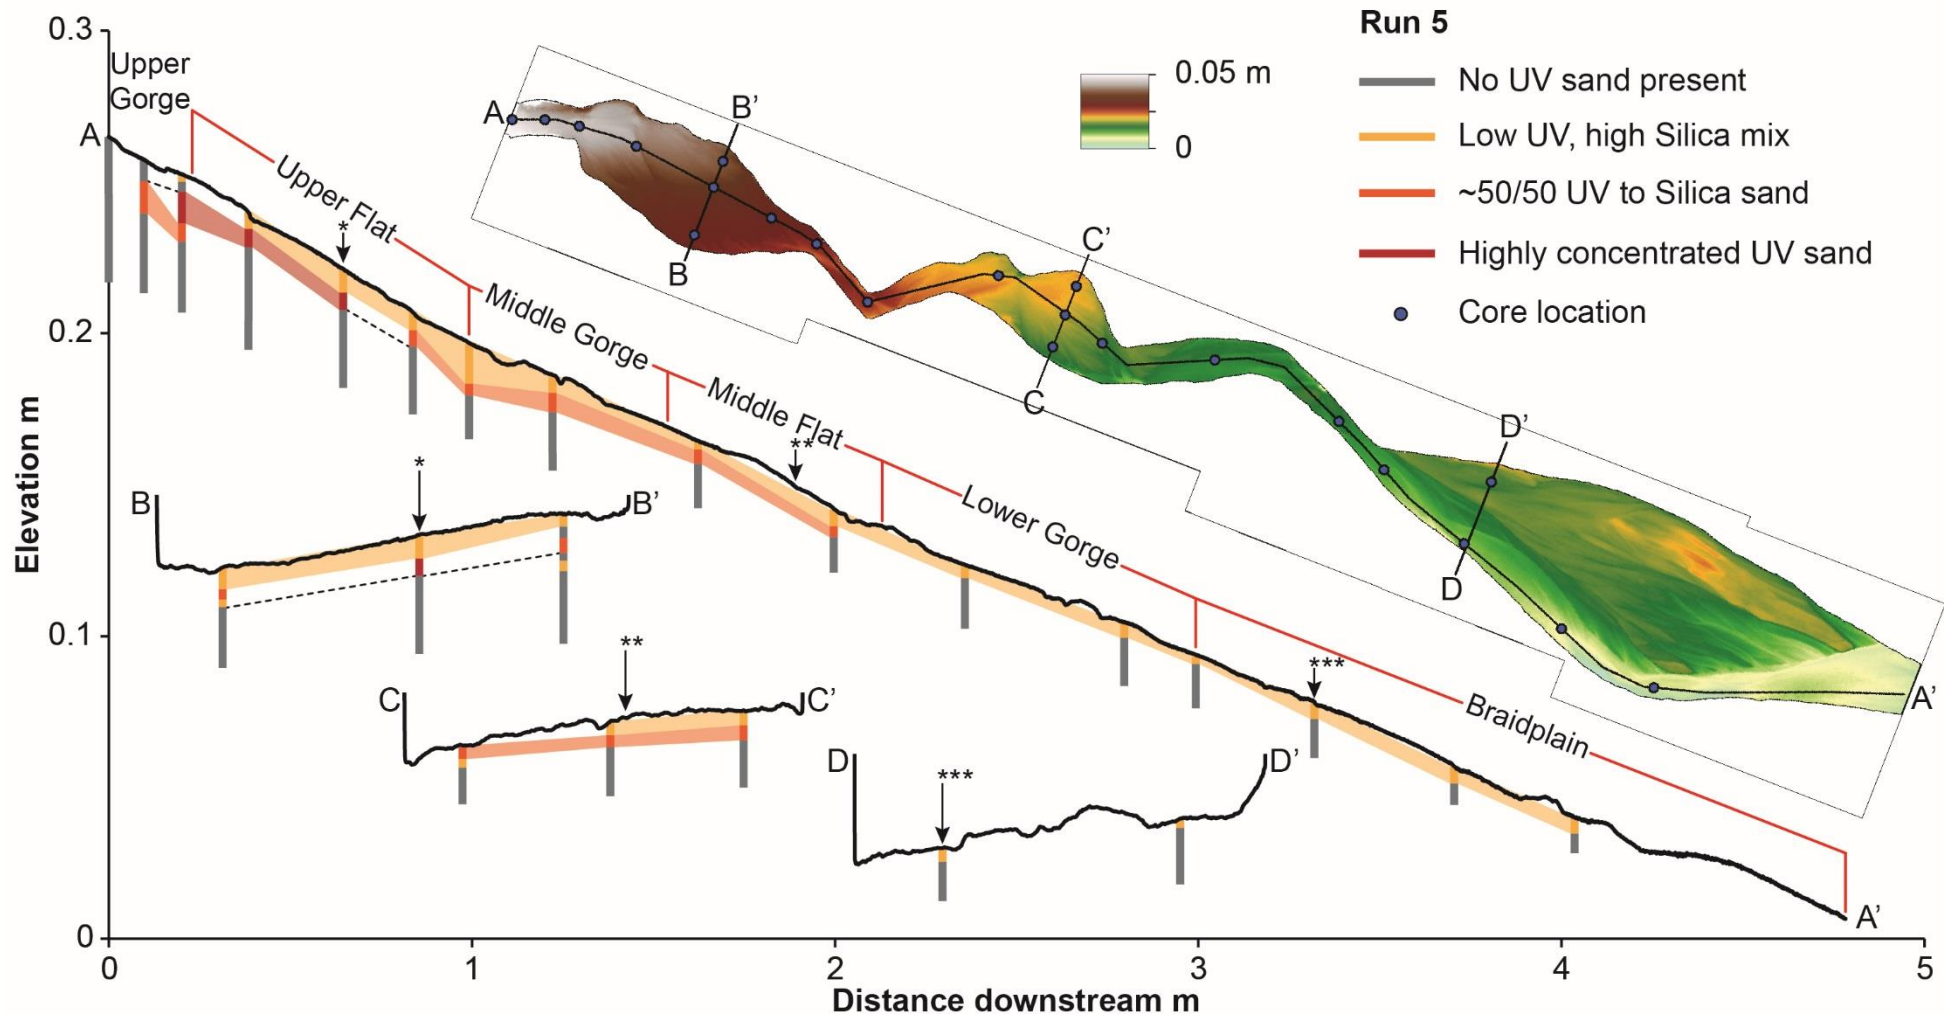 0.3
Upper
Gorge
A
Upper Flat
*
Middle Gorge
Middle Flat
**
Lower Gorge
***
Braidplain
A’
0.2
0.1
0
Elevation m
0
1
2
3
4
5
Distance downstream m
A
B’
B
C’
C
D’
D
A’
0.05 m
0
Run 5
No UV sand present
Low UV, high Silica mix
~50/50 UV to Silica sand
Highly concentrated UV sand
Core location
B
*
B’
C
**
C’
D
***
D’